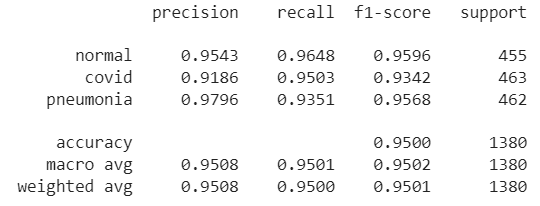 precision recall f1-score support
normal 0.9543 0.9648 0.9596 455
covid 0.9186 0.9503 0.9342 463
pneumonia 0.9796 0.9351 0.9568 462
accuracy 0.9500 1380
macro avg 0.9508 0.9501 0.9502 1380
weighted avg 0.9508 0.9500 0.9501 1380